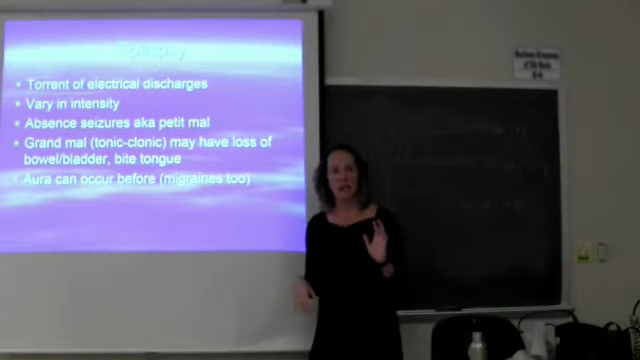 Epilepsy
• Torrent of electrical discharges
• Vary in intensity
• Absence seizures aka petit mal
• Grand mal (tonic-clonic) may have loss of
bowel/bladder, bite tongue
• Aura can occur before (migraines too)